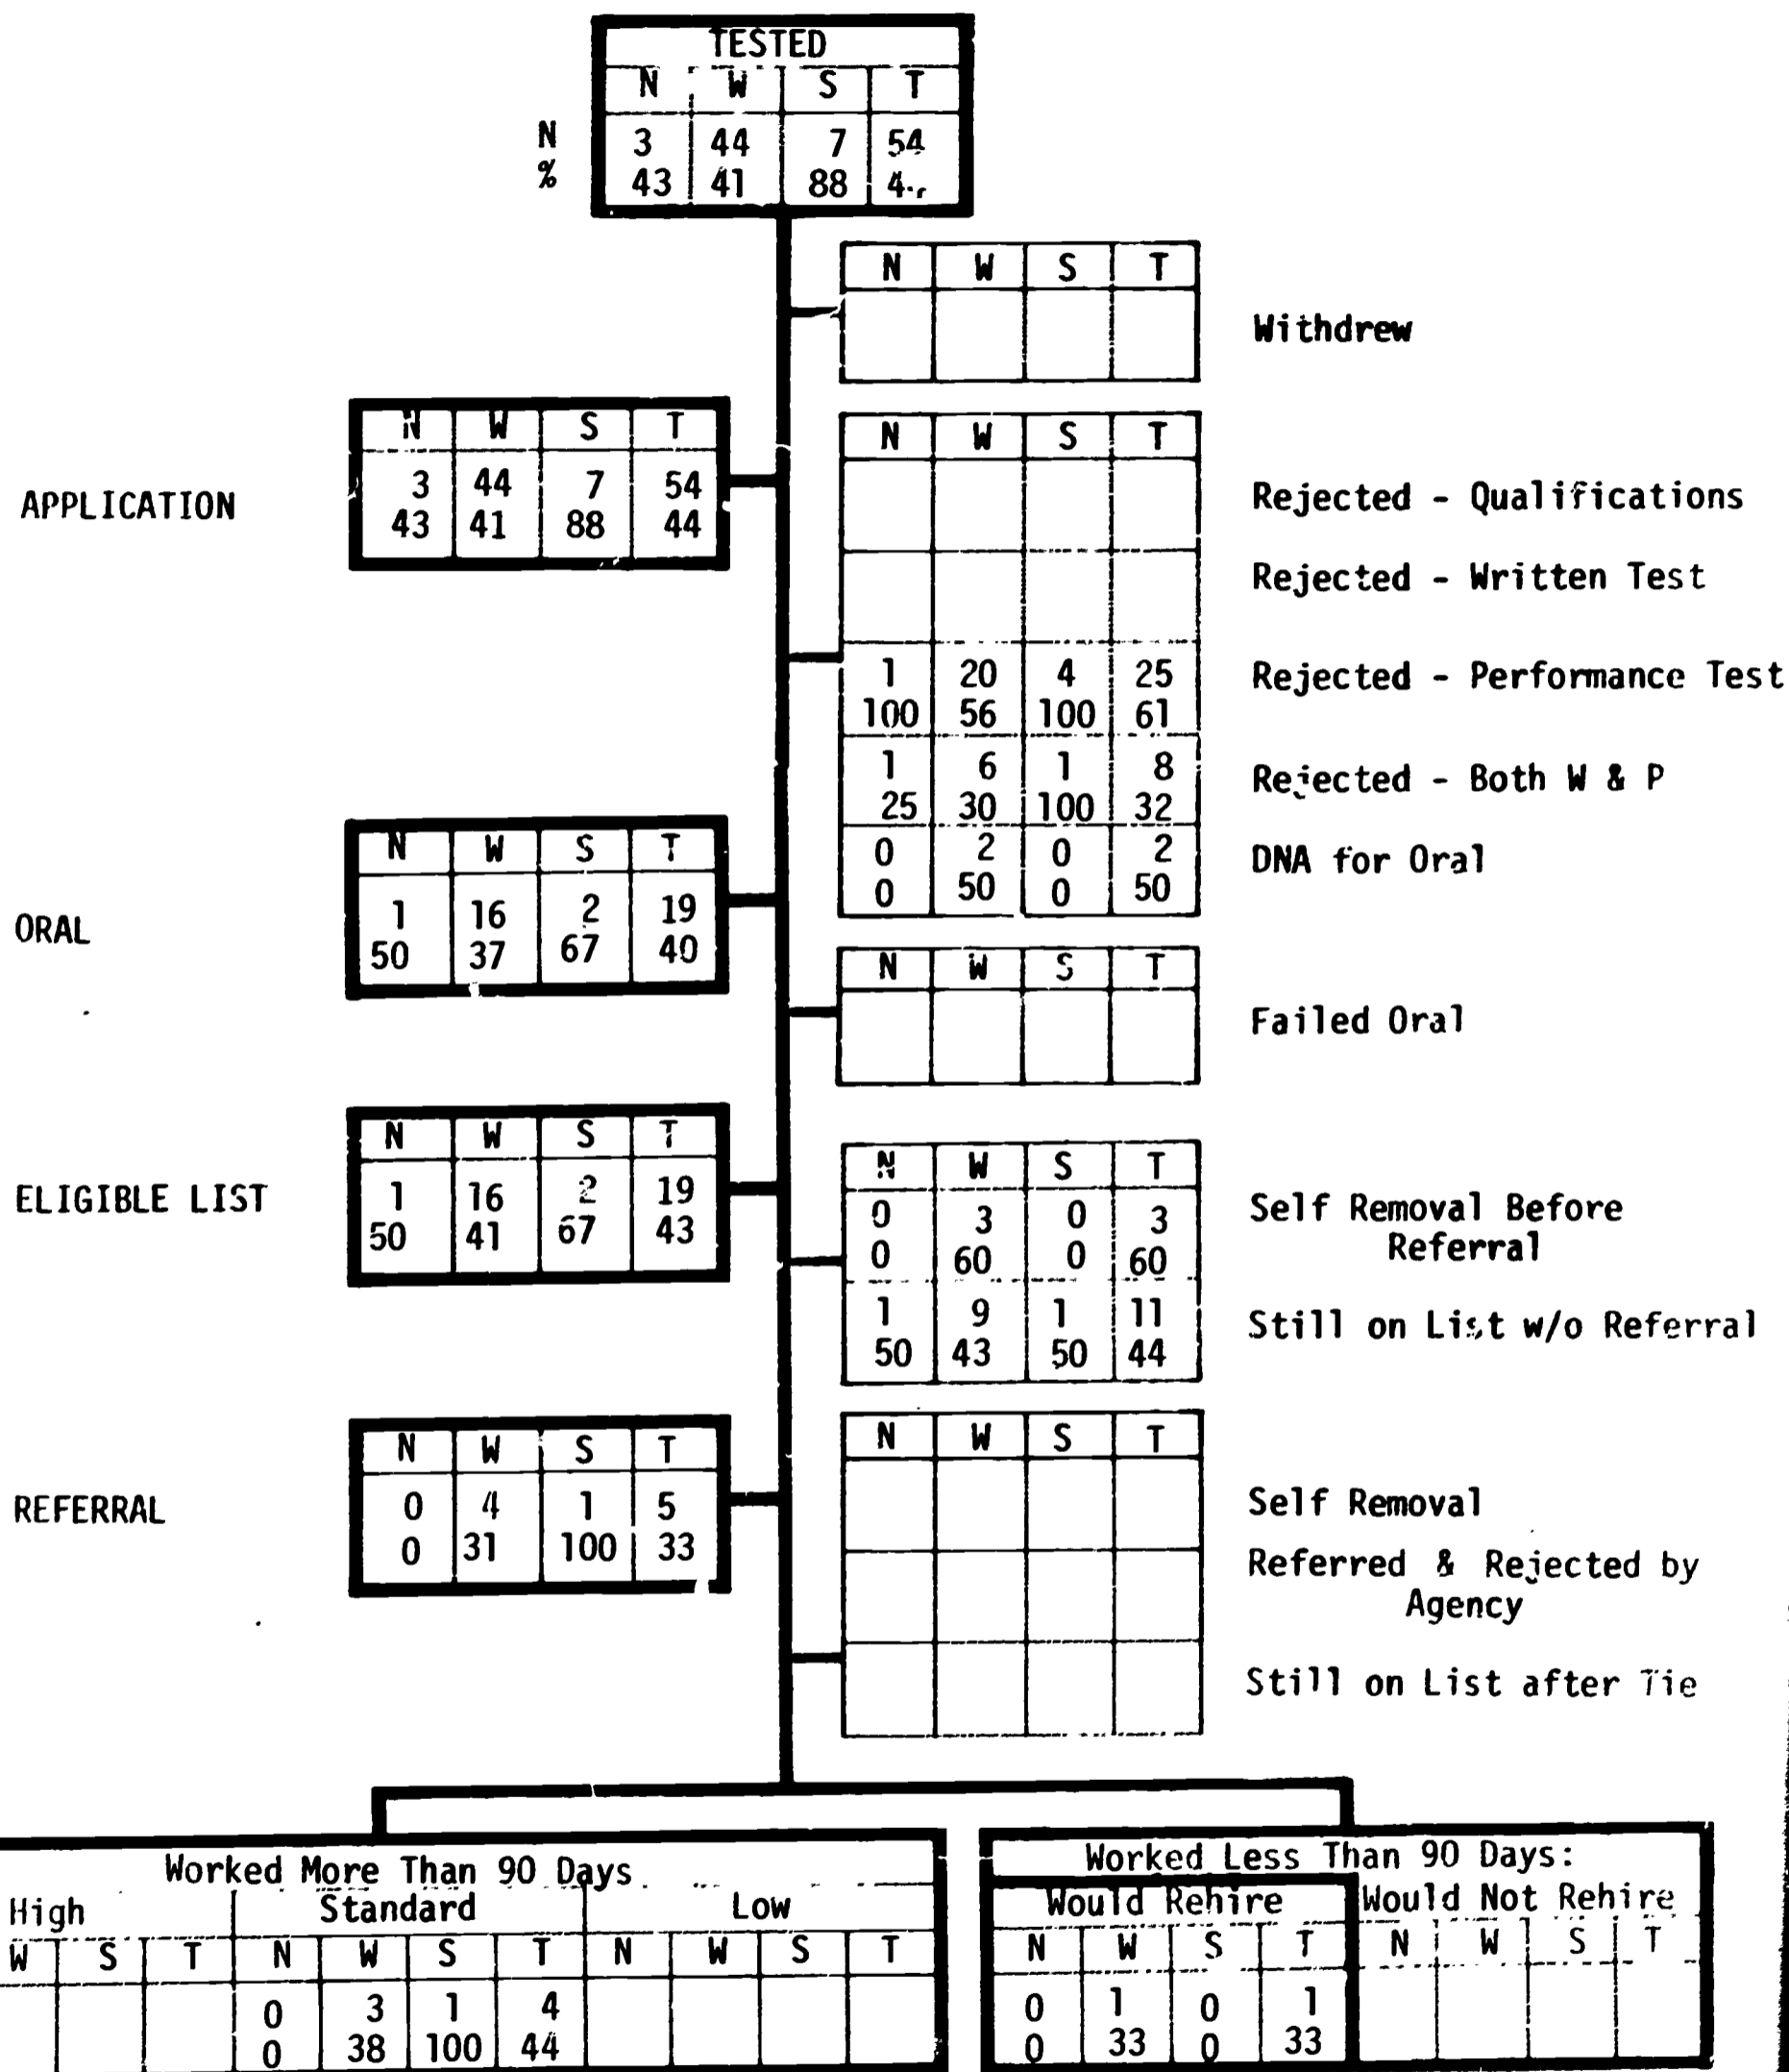 TESTED
N W S T
N 3 44 7 54
% 43 41 88
N W S T
Withdrew
N W S T
APPLICATION 3 44 7 54
43 41 88 44
N W S T
Rejected - Qualifications
Rejected - Written Test
1 20 4 25 Rejected - Performance Test
100 56 100 61
1 6 1 8 Rejected - Both W & P
25 30 100 32
0 2 0 2 DNA for Oral
0 50 0 50
N W S T
ORAL 1 16 2 19
50 37 67 40
N W S T
Failed Oral
N W S T
ELIGIBLE LIST 1 16 2 19
50 41 67 43
N W S T
0 3 0 3 Self Removal Before
0 60 0 60 Referral
1 9 1 11 Still on List w/o Referral
50 43 50 44
N W S T
REFERRAL 0 4 1 5
0 31 100 33
N W S T
Self Removal
Referred & Rejected by
Agency
Still on List after Tie
Worked More Than 90 Days
High Standard Low
W S T N W S T N W S T
0 3 1 4
0 38 100 44
Worked Less Than 90 Days:
Would Rehire Would Not Rehire
N W S T N W S T
0 1 0 1
0 33 0 33